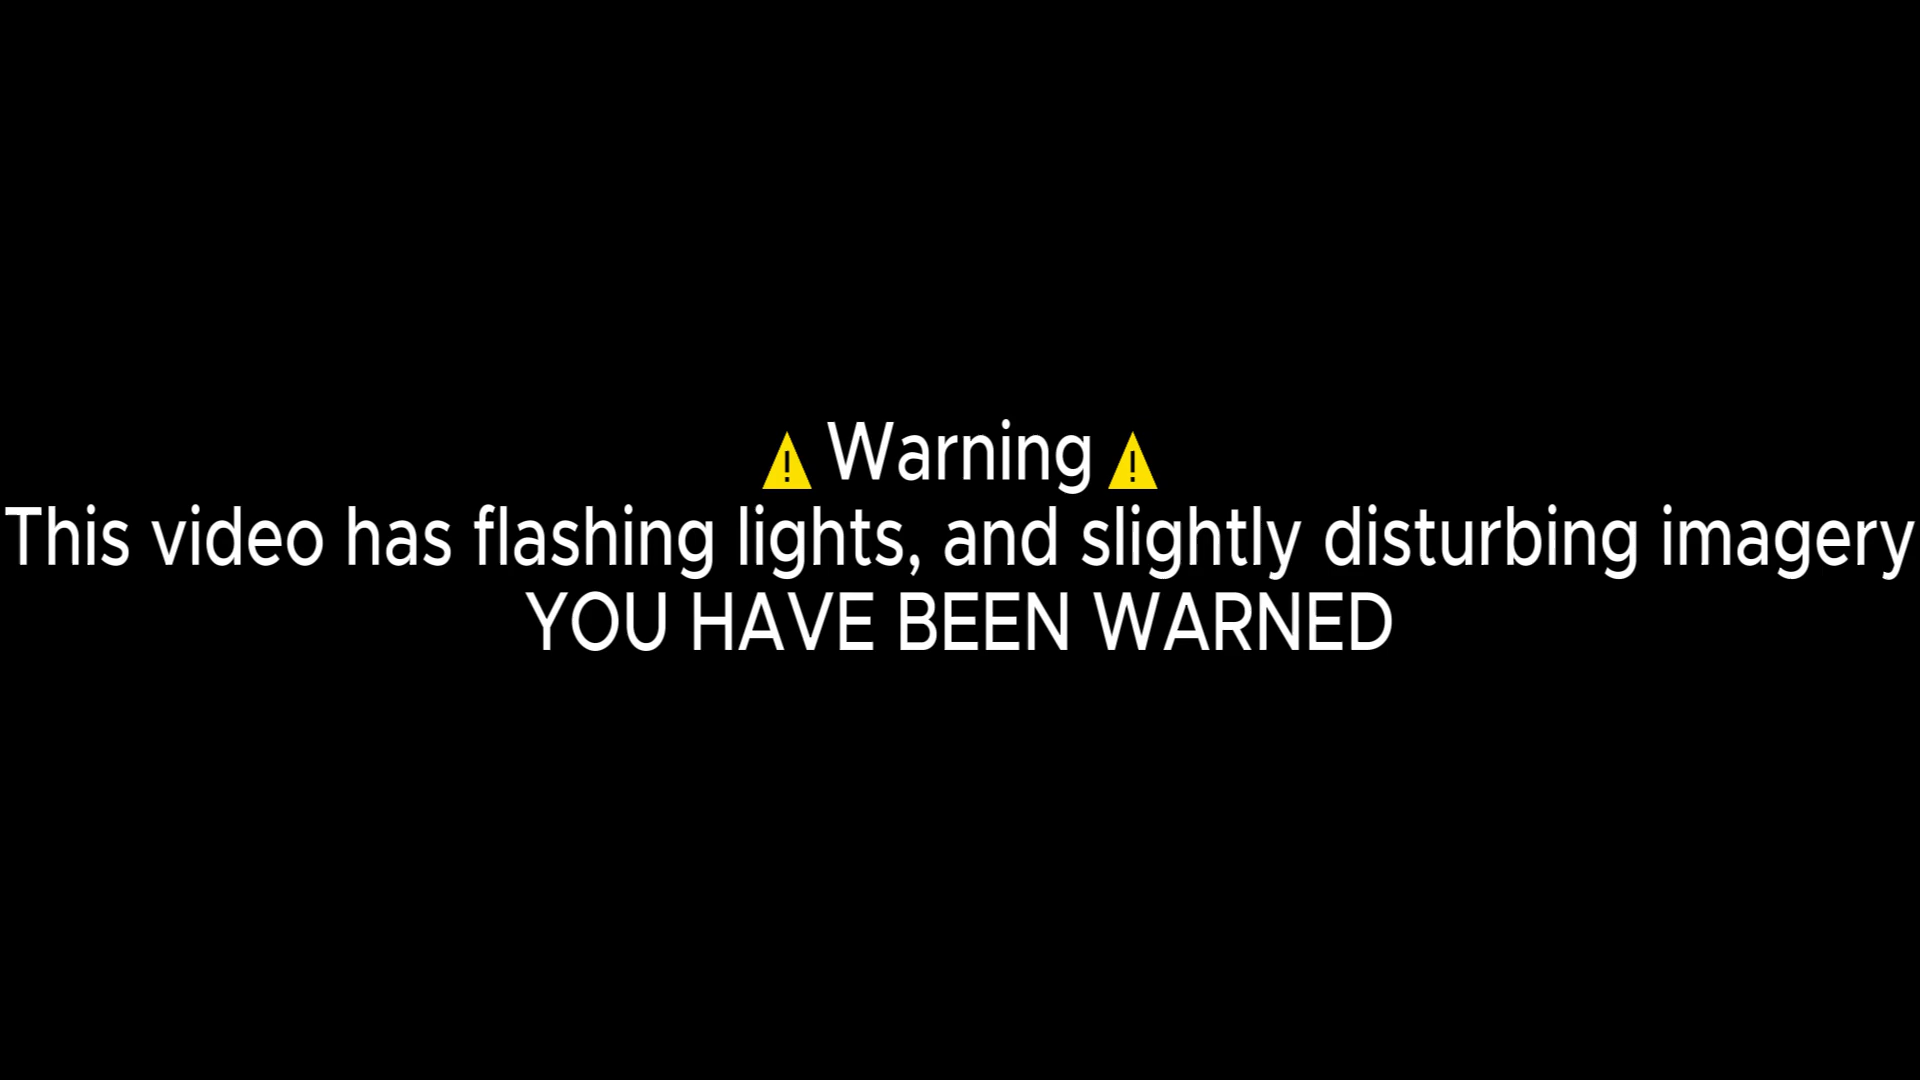 ⚠Warning⚠
This video has flashing lights, and slightly disturbing imagery
YOU HAVE BEEN WARNED